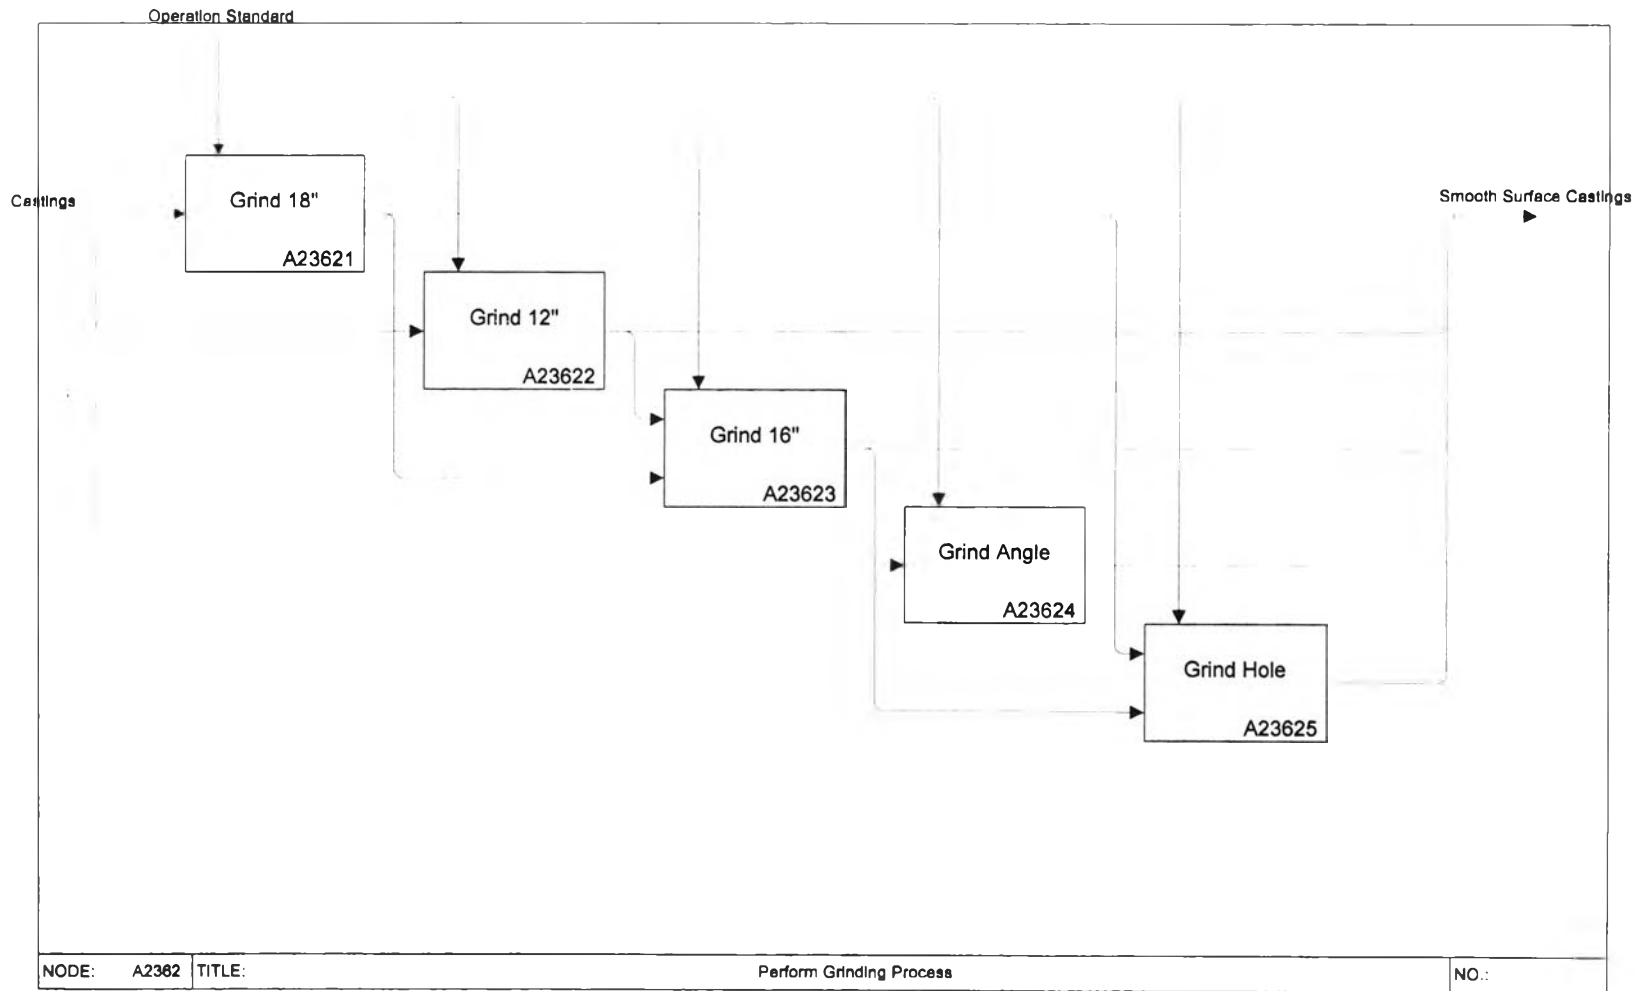 Operation Standard
Castings
Grind 18"
A23621
Smooth Surface Castings
Grind 12"
A23622
Grind 16"
A23623
Grind Angle
A23624
Grind Hole
A23625
NODE: A2362 TITLE: Perform Grinding Process NO.: